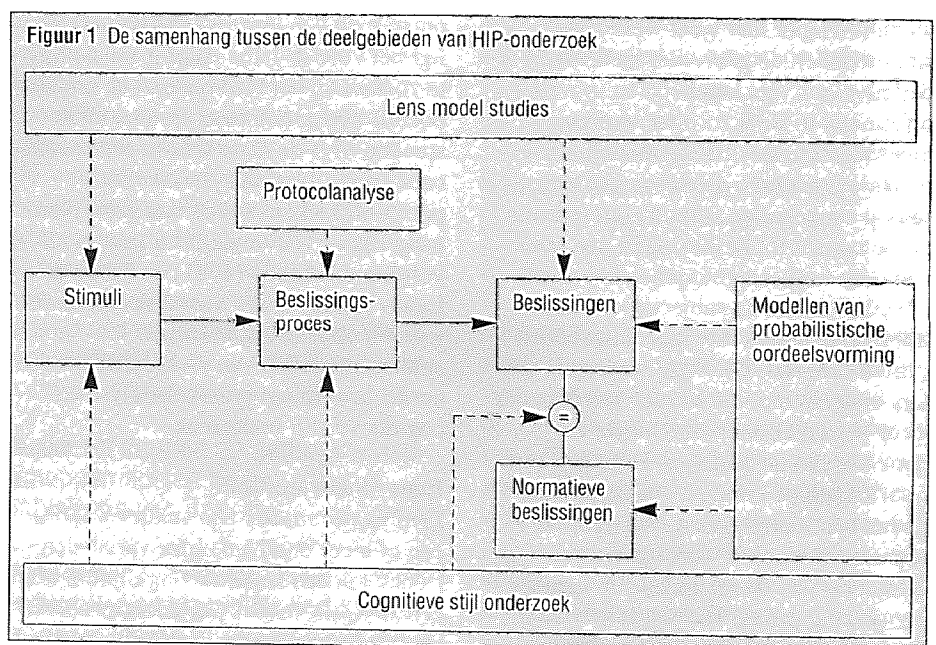 Figuur 1 De samenhang tussen de deelgebieden van HIP-onderzoek
Lens model studies
Protocolanalyse
Stimuli
Beslissings-
proces
Beslissingen
Modellen van
probabilistische
oordeelsvorming
=
Normatieve
beslissingen
Cognitieve stijl onderzoek